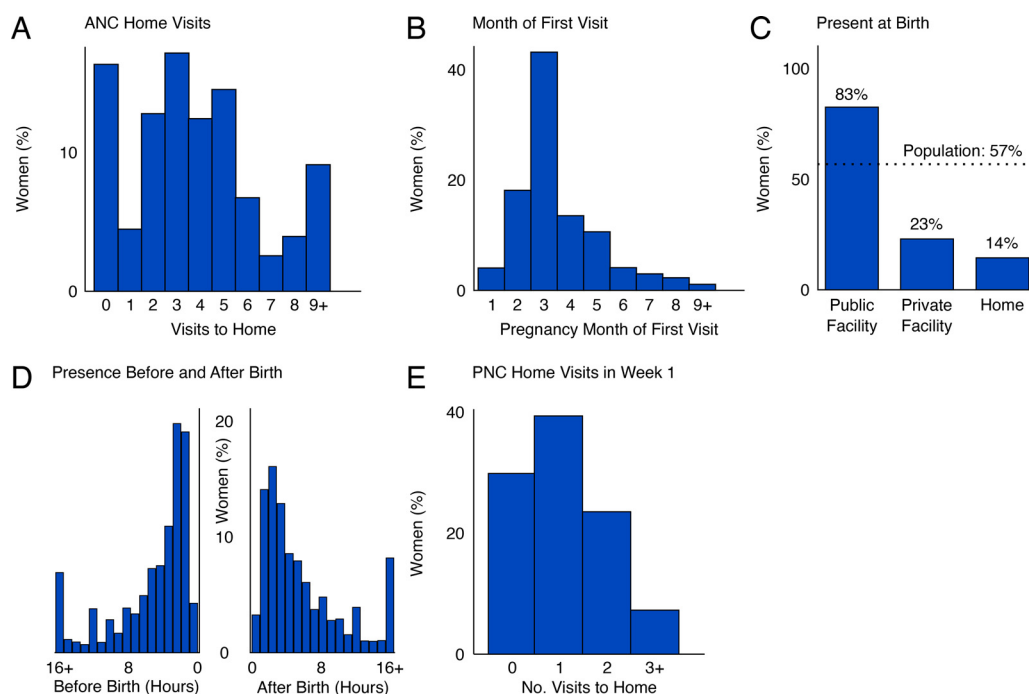 A ANC Home Visits
Women (%)
10
0
0 1 2 3 4 5 6 7 8 9+
Visits to Home
B Month of First Visit
Women (%)
40
20
0
1 2 3 4 5 6 7 8 9+
Pregnancy Month of First Visit
C Present at Birth
Women (%)
100
50
0
83%
Population: 57%
23%
14%
Public Private Home
Facility Facility
D Presence Before and After Birth
Women (%)
20
10
0
16+ 8 0
Before Birth (Hours)
0 8 16+
After Birth (Hours)
E PNC Home Visits in Week 1
Women (%)
40
20
0
0 1 2 3+
No. Visits to Home